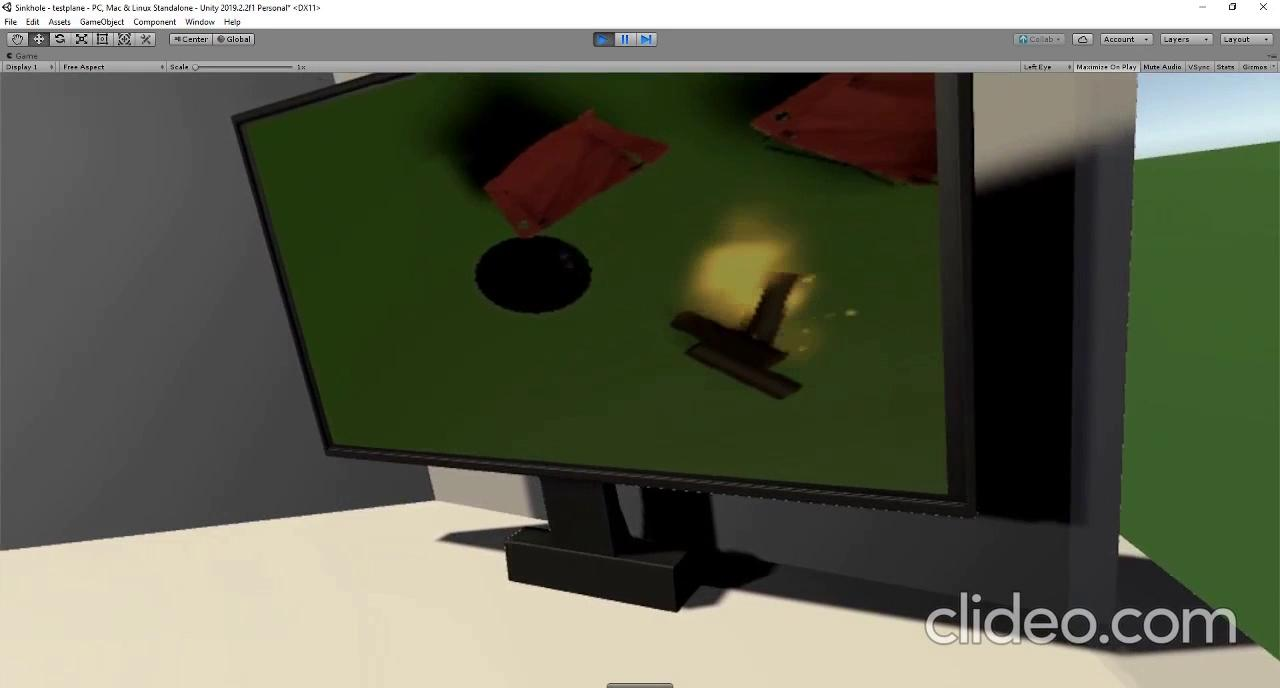 Sinkhole - testplane - PC, Mac & Linux Standalone - Unity 2019.2.2f1 Personal* <DX11>
File Edit Assets GameObject Component Window Help
Center Global Collab Account Layers Layout
Game
Display 1 Free Aspect Scale 1x Left Eye Maximize On Play Mute Audio VSync Stats Gizmos
clideo.com